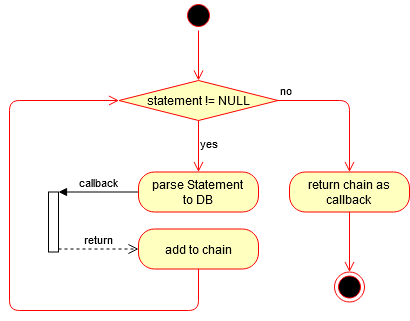 statement != NULL
no
yes
callback
parse Statement
to DB
return chain as
callback
return
add to chain